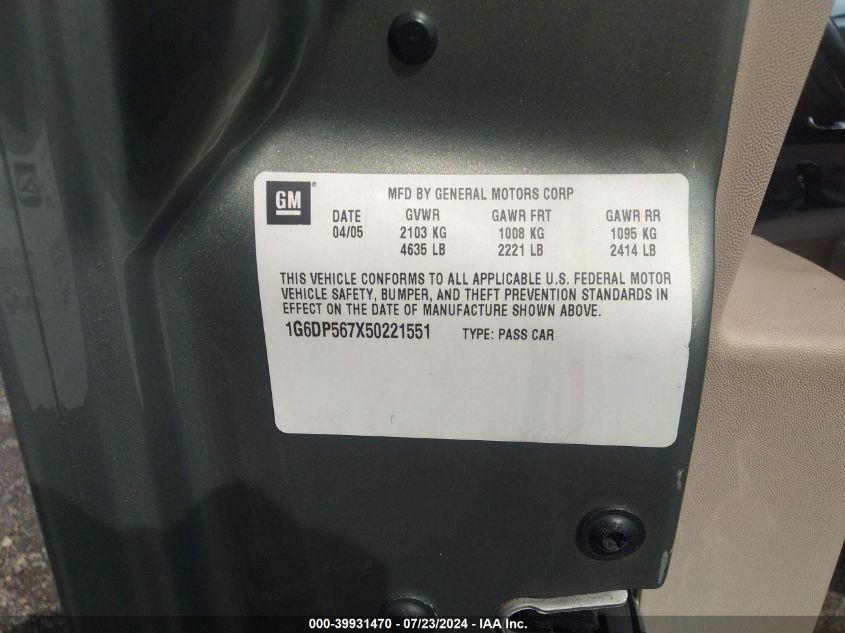 GM
MFD BY GENERAL MOTORS CORP
DATE GVWR GAWR FRT GAWR RR
04/05 2103 KG 1008 KG 1095 KG
4635 LB 2221 LB 2414 LB
THIS VEHICLE CONFORMS TO ALL APPLICABLE U.S. FEDERAL MOTOR
VEHICLE SAFETY, BUMPER, AND THEFT PREVENTION STANDARDS IN
EFFECT ON THE DATE OF MANUFACTURE SHOWN ABOVE.
1G6DP567X50221551 TYPE: PASS CAR
000-39931470 / 07/23/2024 - IAA Inc.